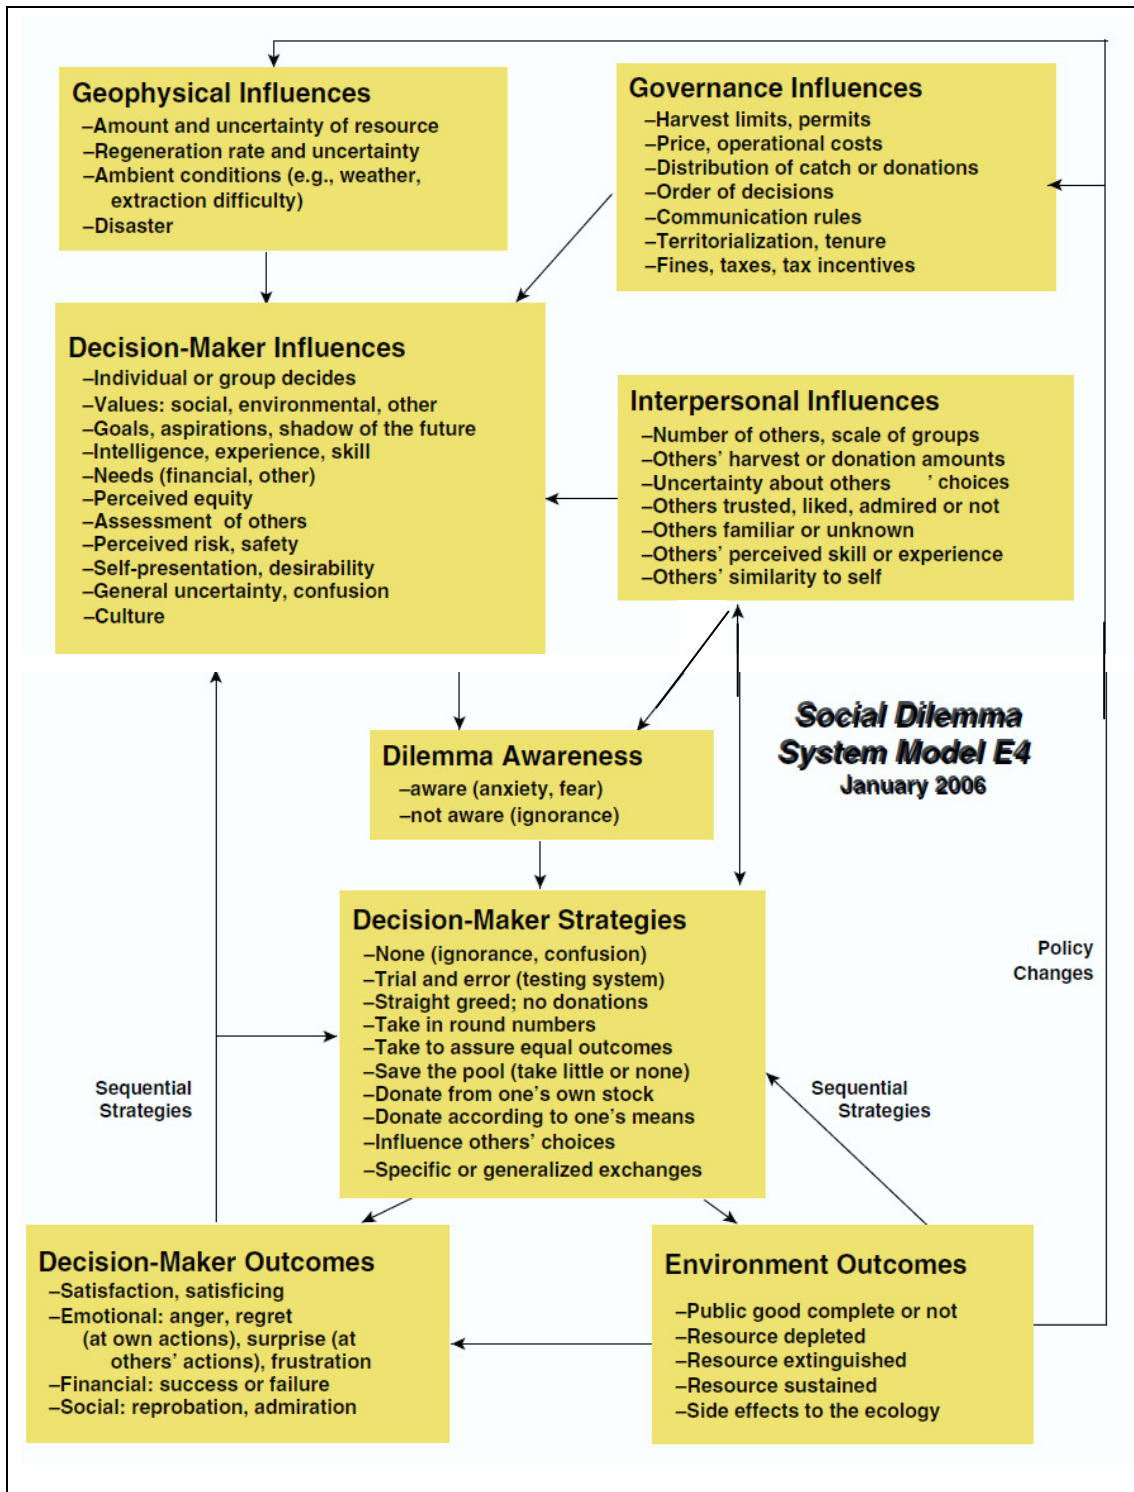 Geophysical Influences
–Amount and uncertainty of resource
–Regeneration rate and uncertainty
–Ambient conditions (e.g., weather,
extraction difficulty)
–Disaster
Governance Influences
–Harvest limits, permits
–Price, operational costs
–Distribution of catch or donations
–Order of decisions
–Communication rules
–Territorialization, tenure
–Fines, taxes, tax incentives
Decision-Maker Influences
–Individual or group decides
–Values: social, environmental, other
–Goals, aspirations, shadow of the future
–Intelligence, experience, skill
–Needs (financial, other)
–Perceived equity
–Assessment of others
–Perceived risk, safety
–Self-presentation, desirability
–General uncertainty, confusion
–Culture
Interpersonal Influences
–Number of others, scale of groups
–Others’ harvest or donation amounts
–Uncertainty about others ’ choices
–Others trusted, liked, admired or not
–Others familiar or unknown
–Others’ perceived skill or experience
–Others’ similarity to self
Social Dilemma
System Model E4
January 2006
Dilemma Awareness
–aware (anxiety, fear)
–not aware (ignorance)
Decision-Maker Strategies
–None (ignorance, confusion)
–Trial and error (testing system)
–Straight greed; no donations
–Take in round numbers
–Take to assure equal outcomes
–Save the pool (take little or none)
–Donate from one’s own stock
–Donate according to one’s means
–Influence others’ choices
–Specific or generalized exchanges
Policy
Changes
Sequential
Strategies
Sequential
Strategies
Decision-Maker Outcomes
–Satisfaction, satisficing
–Emotional: anger, regret
(at own actions), surprise (at
others’ actions), frustration
–Financial: success or failure
–Social: reprobation, admiration
Environment Outcomes
–Public good complete or not
–Resource depleted
–Resource extinguished
–Resource sustained
–Side effects to the ecology